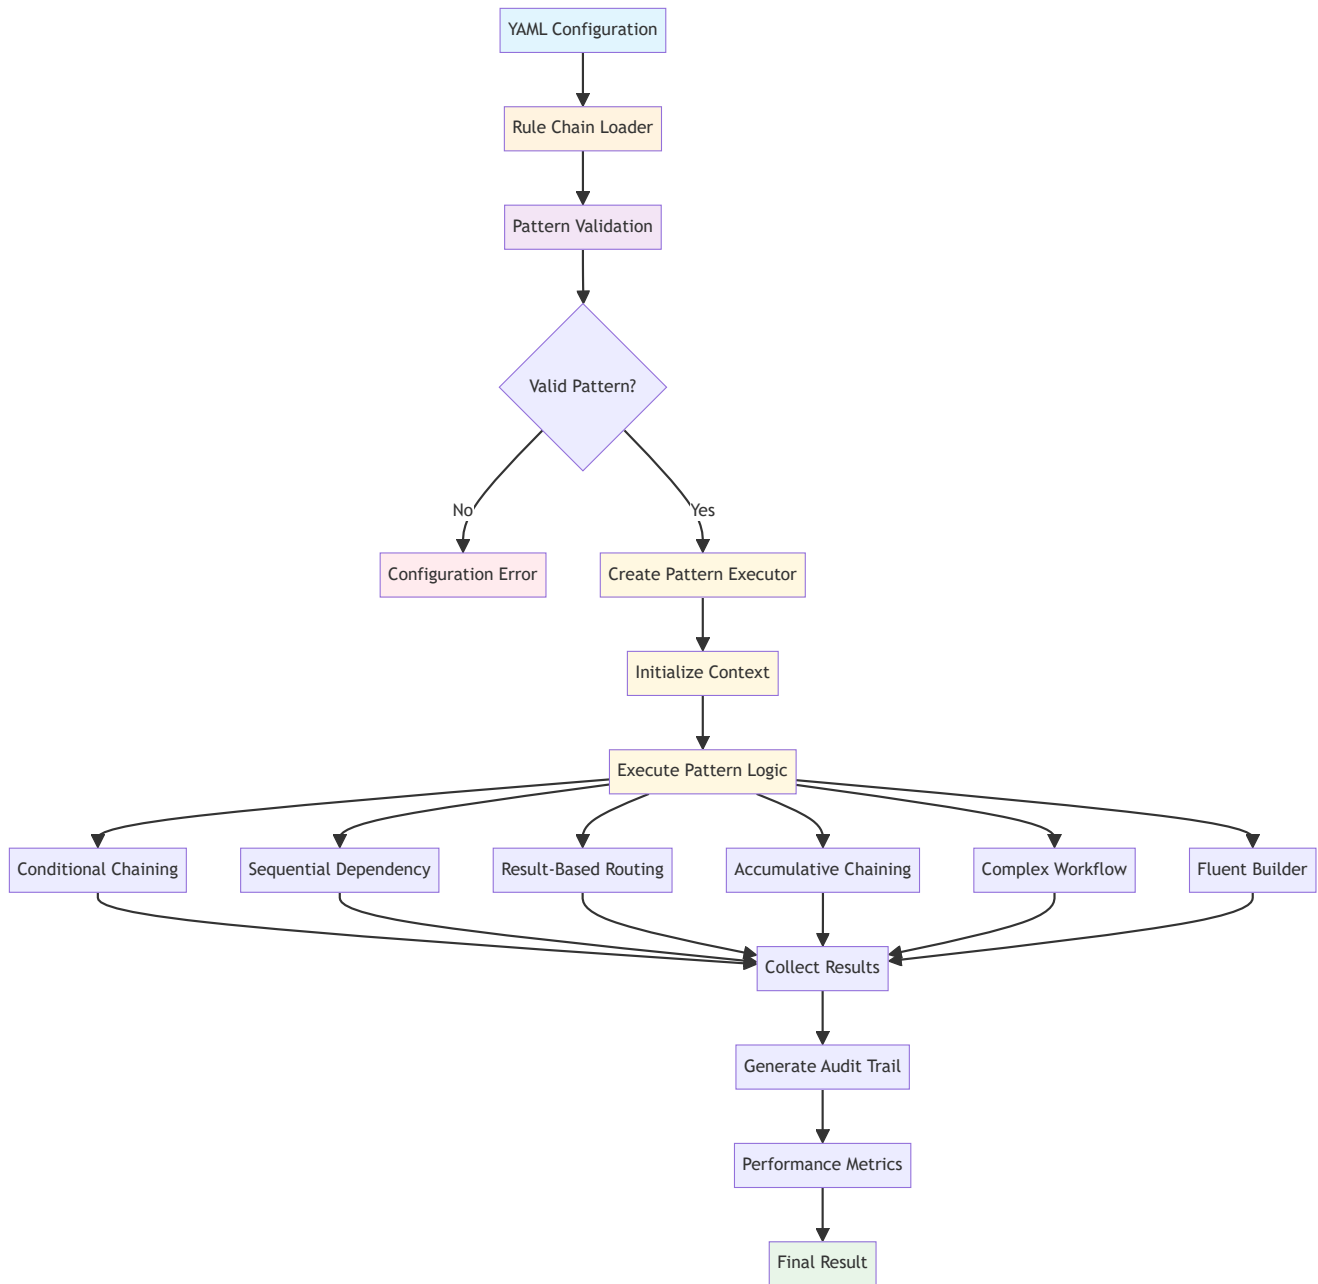 YAML Configuration
Rule Chain Loader
Pattern Validation
Valid Pattern?
No
Yes
Configuration Error
Create Pattern Executor
Initialize Context
Execute Pattern Logic
Conditional Chaining
Sequential Dependency
Result-Based Routing
Accumulative Chaining
Complex Workflow
Fluent Builder
Collect Results
Generate Audit Trail
Performance Metrics
Final Result